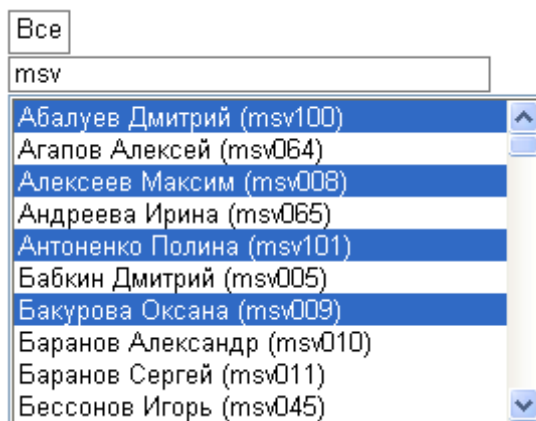 Все
msv
Абалуев Дмитрий (msv100)
Агапов Алексей (msv064)
Алексеев Максим (msv008)
Андреева Ирина (msv065)
Антоненко Полина (msv101)
Бабкин Дмитрий (msv005)
Бакурова Оксана (msv009)
Баранов Александр (msv010)
Баранов Сергей (msv011)
Бессонов Игорь (msv045)